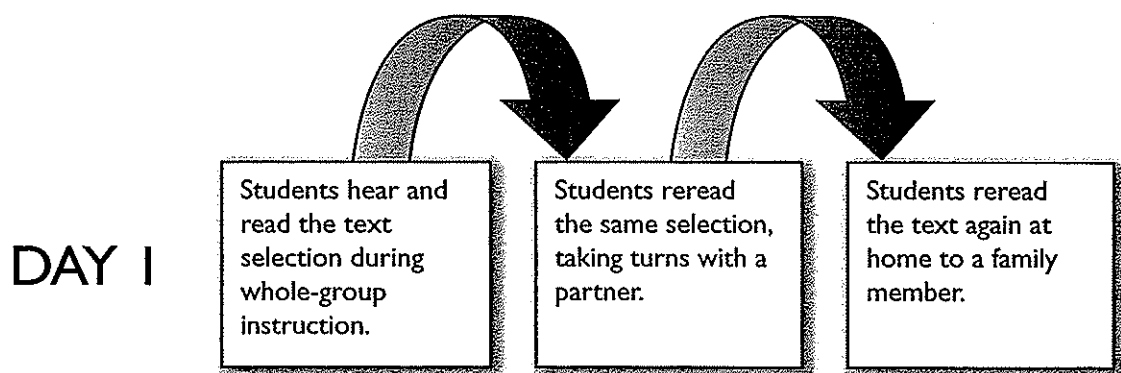 DAY 1
Students hear and
read the text
selection during
whole-group
instruction.
Students reread
the same selection,
taking turns with a
partner.
Students reread
the text again at
home to a family
member.